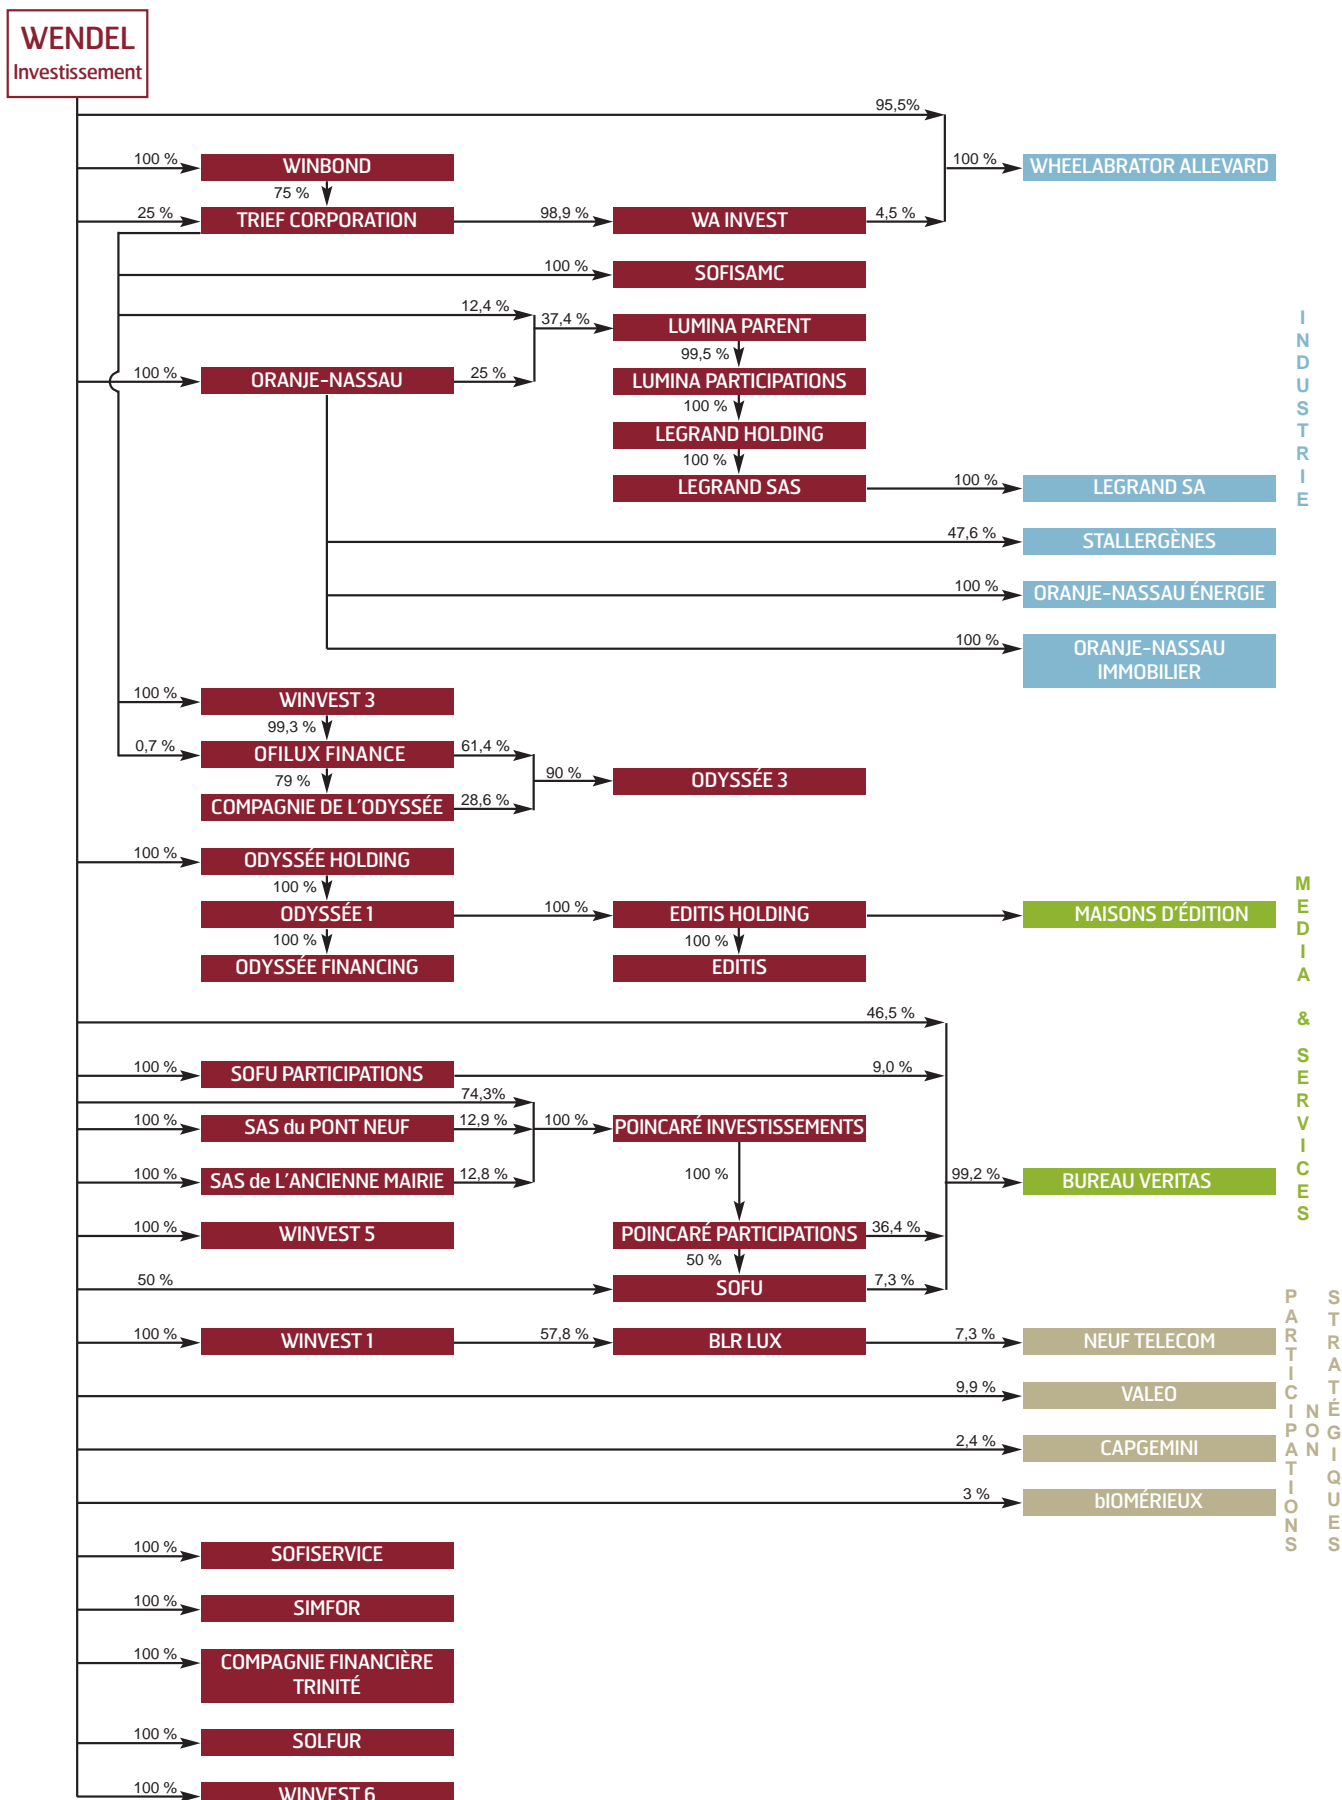 WENDEL
Investissement
95,5%
100 %
WINBOND
100 %
WHEELABRATOR ALLEVARD
75 %
25 %
TRIEF CORPORATION
98,9 %
WA INVEST
4,5 %
100 %
SOFISAMC
12,4 %
37,4 %
LUMINA PARENT
99,5 %
100 %
ORANJE-NASSAU
25 %
LUMINA PARTICIPATIONS
100 %
LEGRAND HOLDING
100 %
LEGRAND SAS
100 %
LEGRAND SA
47,6 %
STALLERGÈNES
100 %
ORANJE-NASSAU ÉNERGIE
100 %
ORANJE-NASSAU
IMMOBILIER
INDUSTRIE
100 %
WINVEST 3
99,3 %
0,7 %
OFILUX FINANCE
61,4 %
79 %
90 %
ODYSSÉE 3
COMPAGNIE DE L'ODYSSÉE
28,6 %
100 %
ODYSSÉE HOLDING
100 %
ODYSSÉE 1
100 %
EDITIS HOLDING
MAISONS D'ÉDITION
100 %
100 %
ODYSSÉE FINANCING
EDITIS
46,5 %
100 %
SOFU PARTICIPATIONS
9,0 %
74,3%
100 %
SAS du PONT NEUF
12,9 %
100 %
POINCARÉ INVESTISSEMENTS
100 %
100 %
SAS de L'ANCIENNE MAIRIE
12,8 %
99,2 %
BUREAU VERITAS
100 %
WINVEST 5
POINCARÉ PARTICIPATIONS
36,4 %
50 %
50 %
SOFU
7,3 %
MEDIA & SERVICES
100 %
WINVEST 1
57,8 %
BLR LUX
7,3 %
NEUF TELECOM
9,9 %
VALEO
2,4 %
CAPGEMINI
3 %
bIOMÉRIEUX
PARTICIPATIONS
NON
STRATÉGIQUES
100 %
SOFISERVICE
100 %
SIMFOR
100 %
COMPAGNIE FINANCIÈRE
TRINITÉ
100 %
SOLFUR
100 %
WINVEST 6